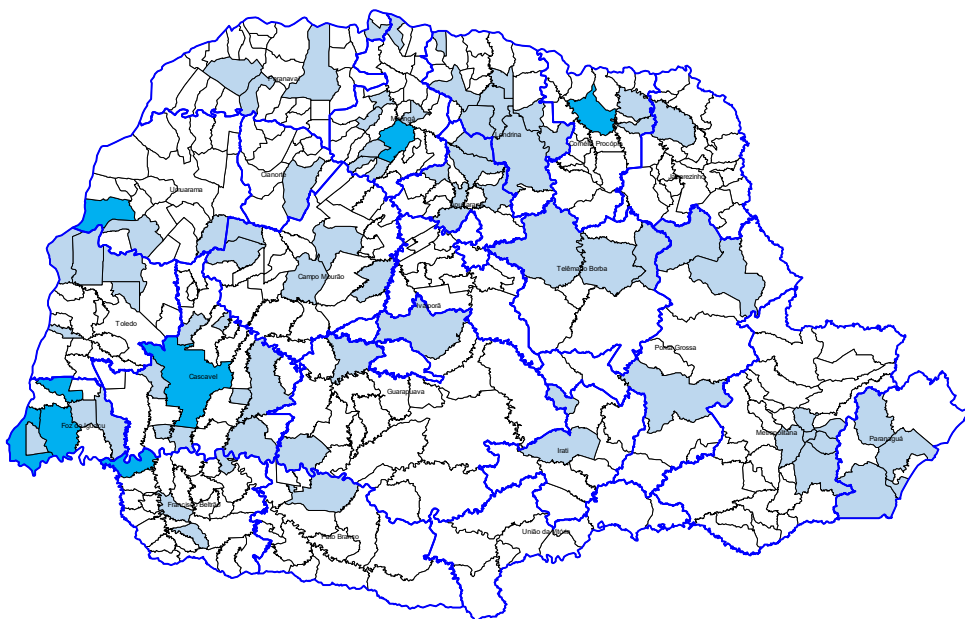 Paranavaí
Maringá
Londrina
Cornélio Procópio
Jacarezinho
Umuarama
Cianorte
Apucarana
Campo Mourão
Telêmaco Borba
Ivaiporã
Toledo
Ponta Grossa
Cascavel
Guarapuava
Foz do Iguaçu
Metropolitana
Paranaguá
Irati
Francisco Beltrão
Pato Branco
União da Vitória